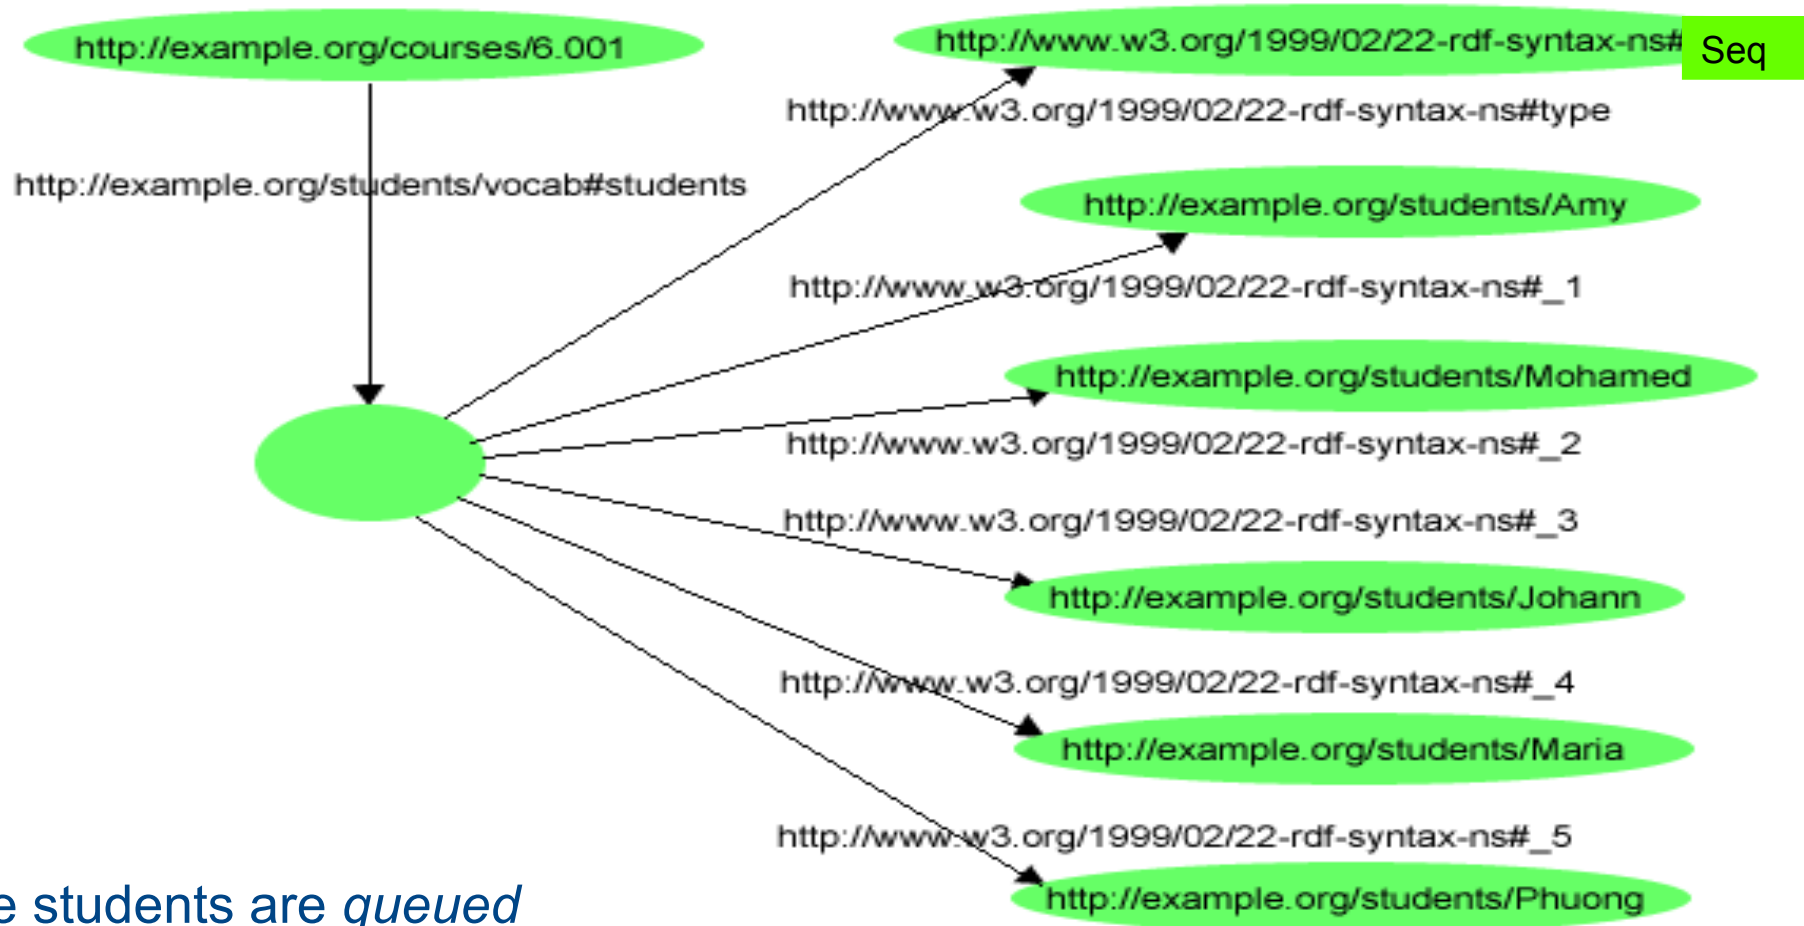 http://example.org/courses/6.001
http://www.w3.org/1999/02/22-rdf-syntax-ns# Seq
http://www.w3.org/1999/02/22-rdf-syntax-ns#type
http://example.org/students/vocab#students
http://example.org/students/Amy
http://www.w3.org/1999/02/22-rdf-syntax-ns#_1
http://example.org/students/Mohamed
http://www.w3.org/1999/02/22-rdf-syntax-ns#_2
http://www.w3.org/1999/02/22-rdf-syntax-ns#_3
http://example.org/students/Johann
http://www.w3.org/1999/02/22-rdf-syntax-ns#_4
http://example.org/students/Maria
http://www.w3.org/1999/02/22-rdf-syntax-ns#_5
http://example.org/students/Phuong
students are queued